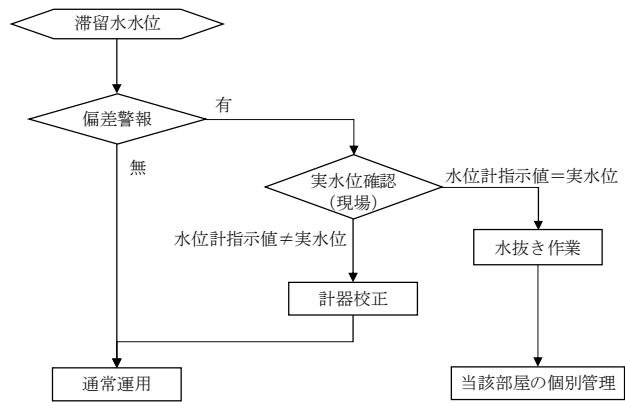 滞留水水位
偏差警報
有
無
実水位確認
（現場）
水位計指示値＝実水位
水位計指示値≠実水位
水抜き作業
計器校正
通常運用
当該部屋の個別管理